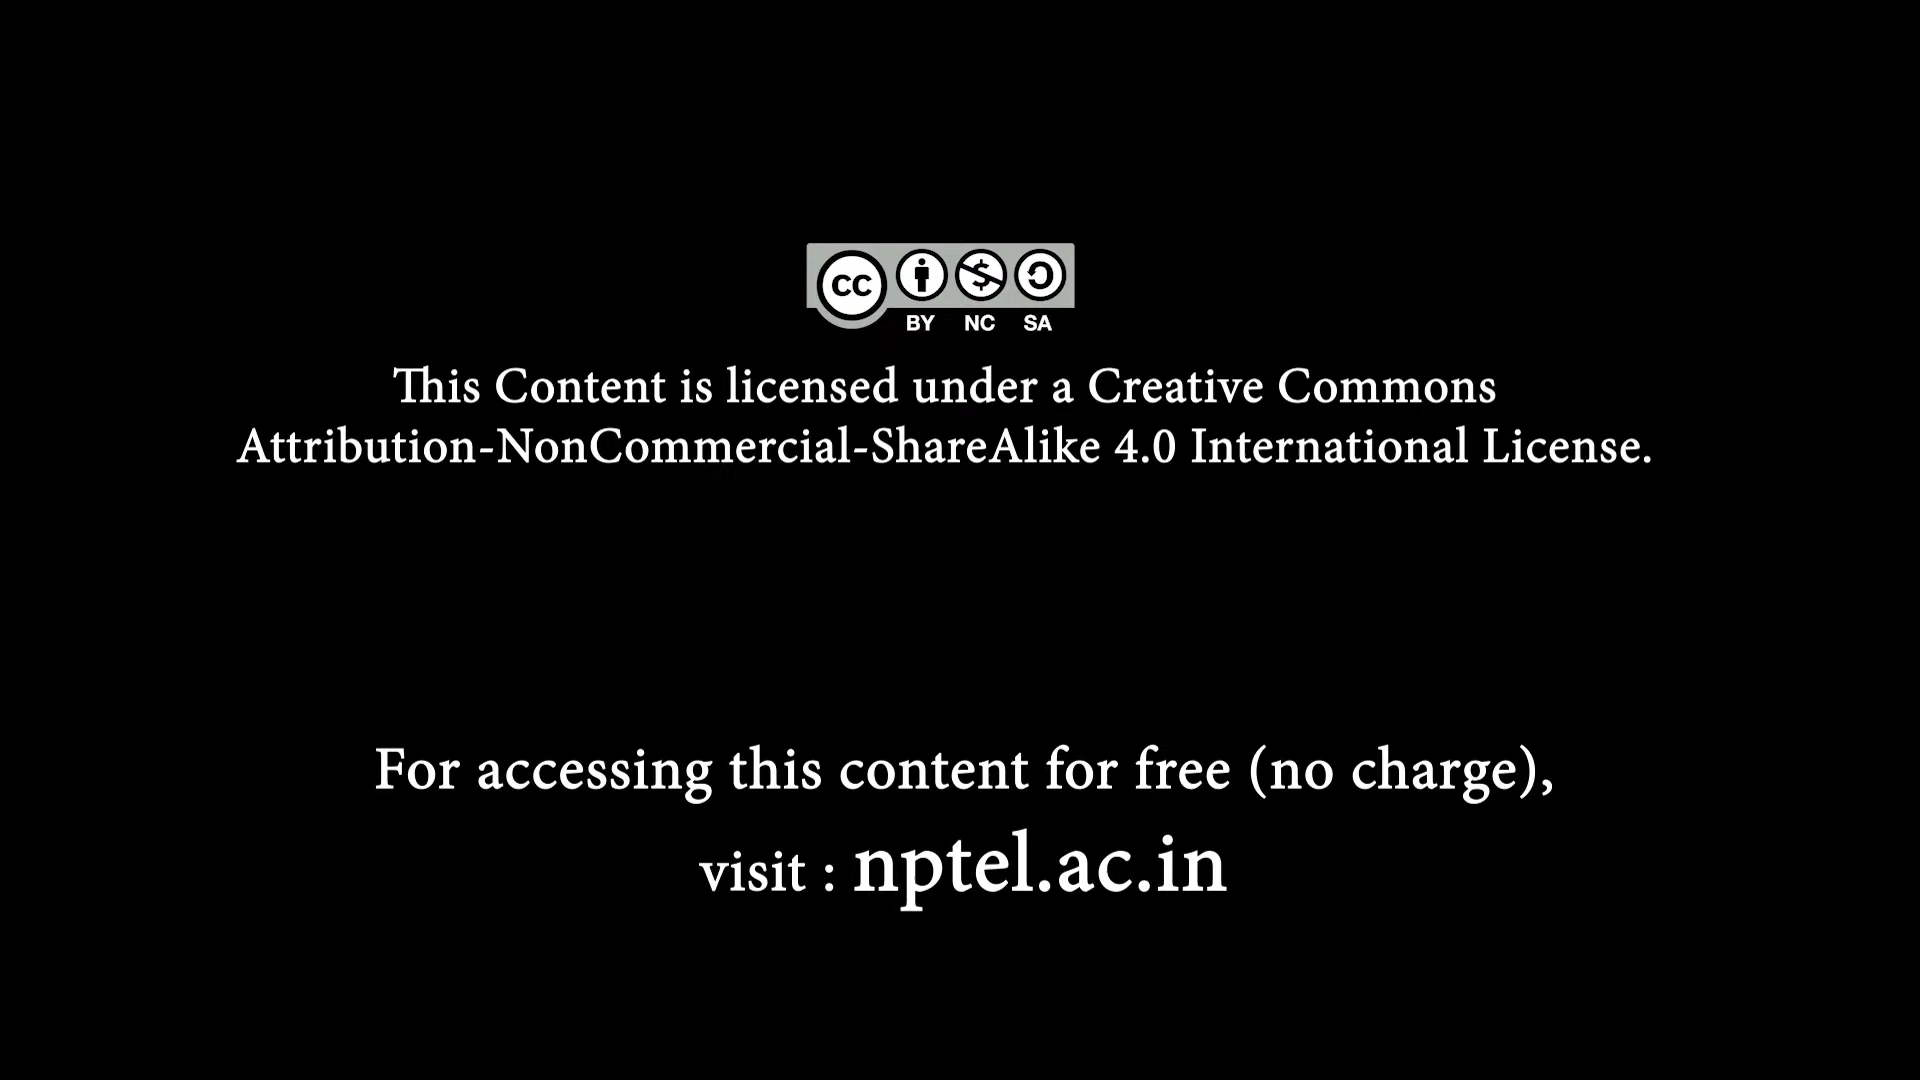 cc
BY NC SA
This Content is licensed under a Creative Commons
Attribution-NonCommercial-ShareAlike 4.0 International License.
For accessing this content for free (no charge),
visit : nptel.ac.in